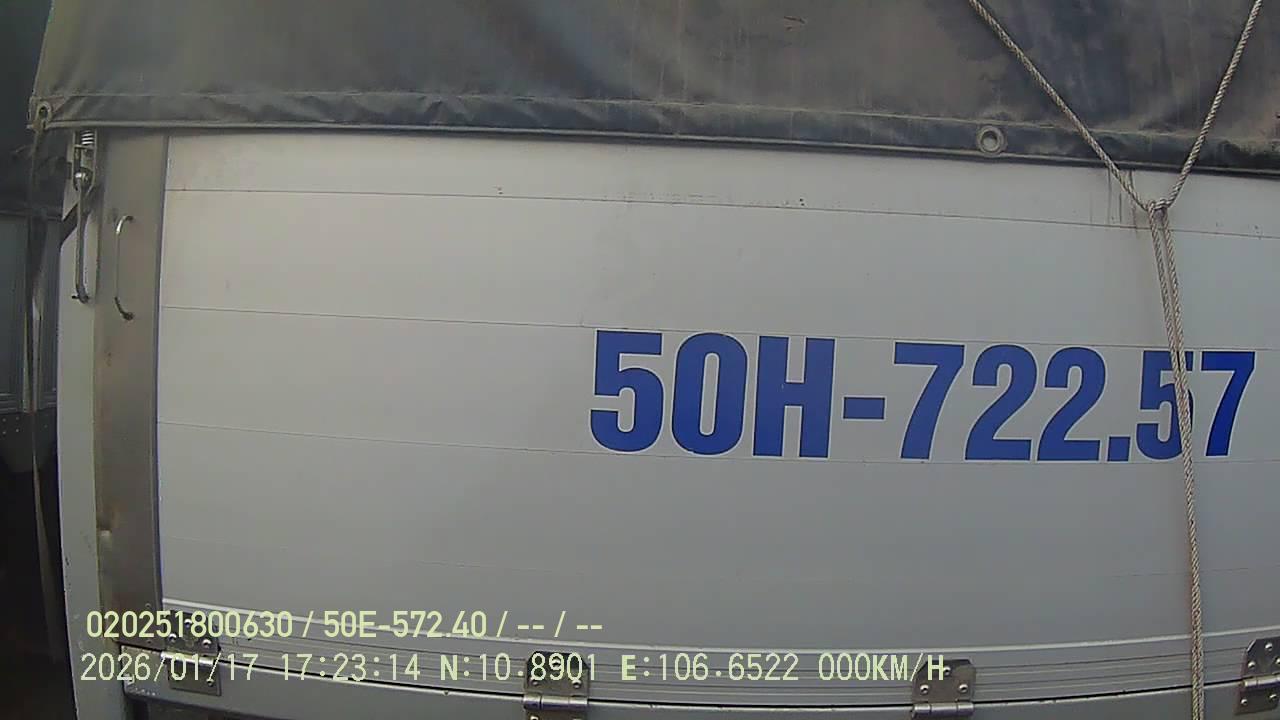 50H-722.57
020251800630 / 50E-572.40 / -- / --
2026/01/17 17:23:14 N:10.8901 E:106.6522 000KM/H